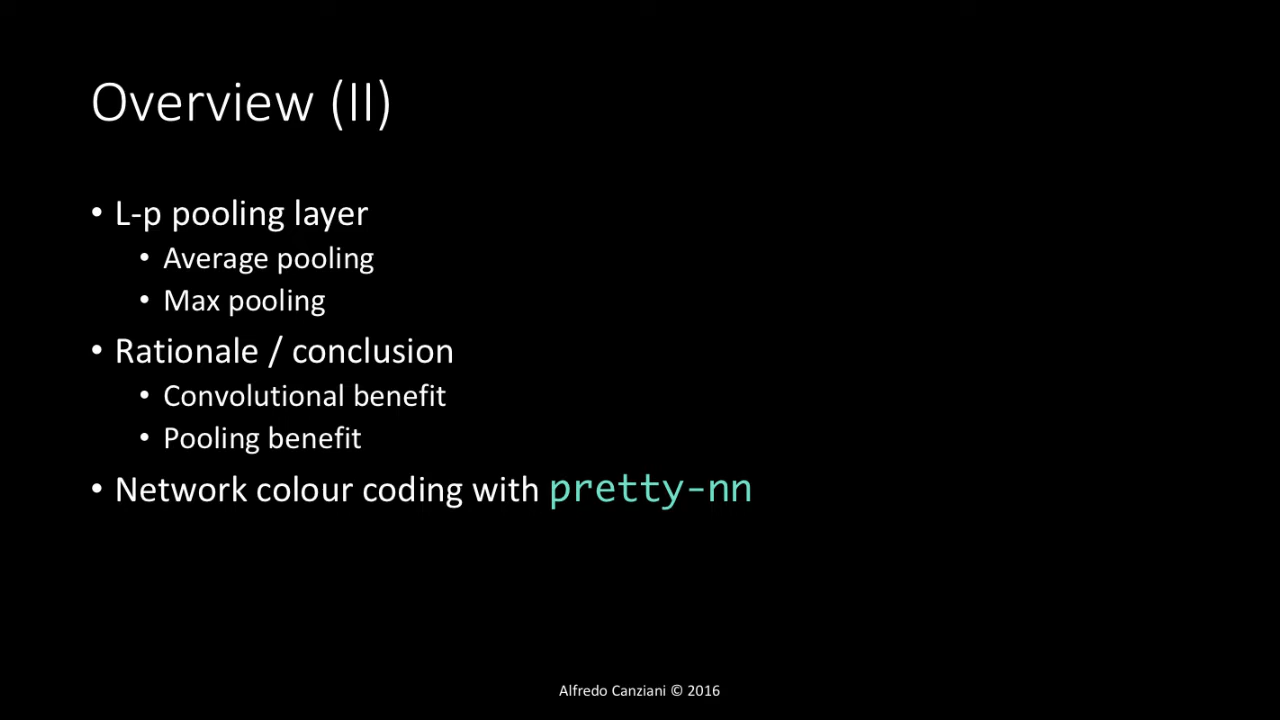 Overview (II)
• L-p pooling layer
• Average pooling
• Max pooling
• Rationale / conclusion
• Convolutional benefit
• Pooling benefit
• Network colour coding with pretty-nn
Alfredo Canziani © 2016